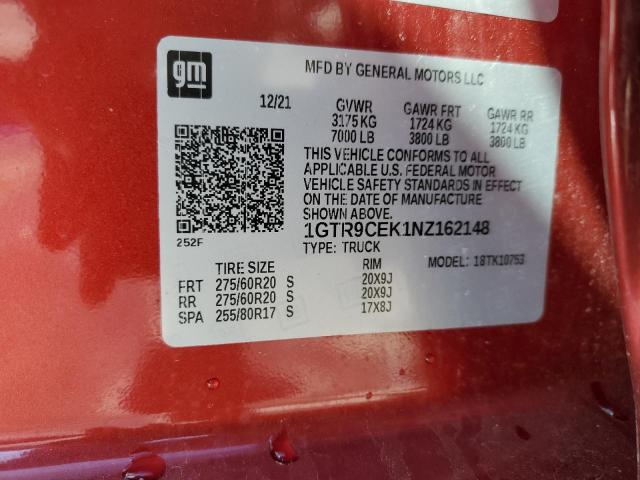 gm
MFD BY GENERAL MOTORS LLC
12/21 GVWR GAWR FRT GAWR RR
3175 KG 1724 KG 1724 KG
7000 LB 3800 LB 3800 LB
THIS VEHICLE CONFORMS TO ALL
APPLICABLE U.S. FEDERAL MOTOR
VEHICLE SAFETY STANDARDS IN EFFECT
ON THE DATE OF MANUFACTURE
SHOWN ABOVE.
252F
1GTR9CEK1NZ162148
TYPE: TRUCK MODEL: 18TK10753
TIRE SIZE RIM
FRT 275/60R20 S 20X9J
RR 275/60R20 S 20X9J
SPA 255/80R17 S 17X8J